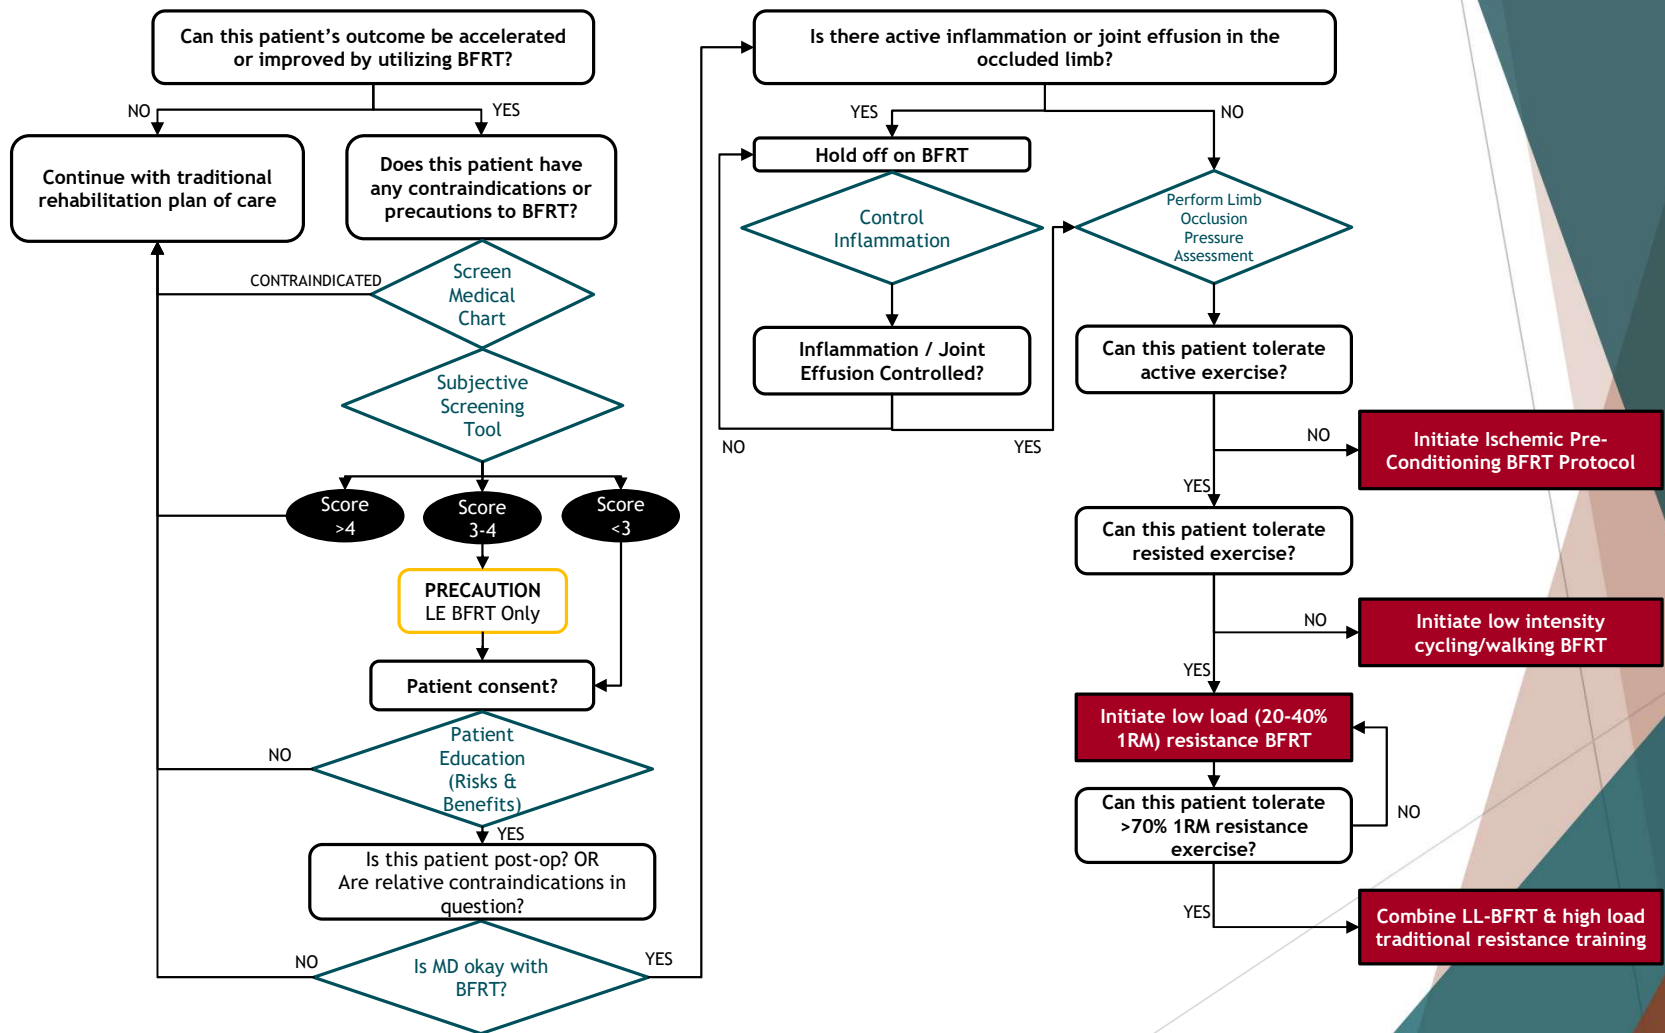 Can this patient’s outcome be accelerated
or improved by utilizing BFRT?
NO
YES
Continue with traditional
rehabilitation plan of care
Does this patient have
any contraindications or
precautions to BFRT?
CONTRAINDICATED
Screen
Medical
Chart
Subjective
Screening
Tool
Score
>4
Score
3-4
Score
<3
PRECAUTION
LE BFRT Only
Patient consent?
NO
Patient
Education
(Risks &
Benefits)
YES
Is this patient post-op? OR
Are relative contraindications in
question?
NO
Is MD okay with
BFRT?
YES
Is there active inflammation or joint effusion in the
occluded limb?
YES
NO
Hold off on BFRT
Control
Inflammation
Inflammation / Joint
Effusion Controlled?
NO
YES
Perform Limb
Occlusion
Pressure
Assessment
Can this patient tolerate
active exercise?
NO
Initiate Ischemic Pre-
Conditioning BFRT Protocol
YES
Can this patient tolerate
resisted exercise?
NO
Initiate low intensity
cycling/walking BFRT
YES
Initiate low load (20-40%
1RM) resistance BFRT
Can this patient tolerate
>70% 1RM resistance
exercise?
NO
YES
Combine LL-BFRT & high load
traditional resistance training